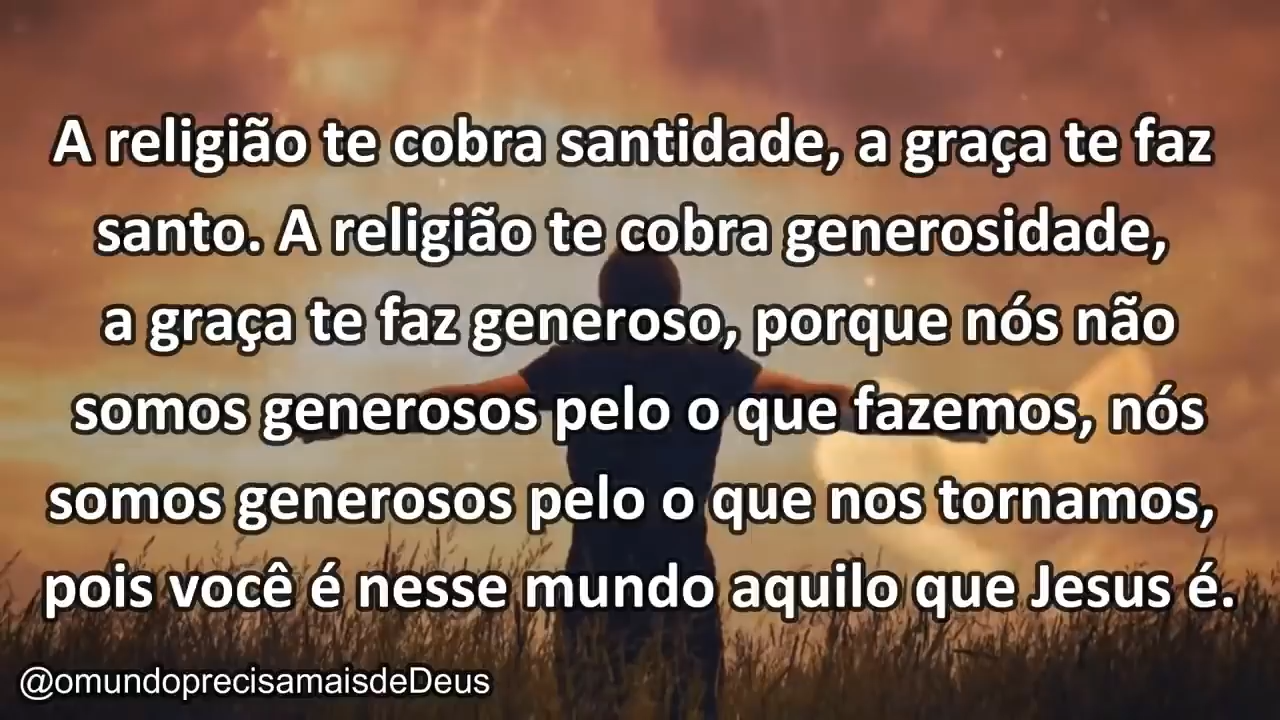 A religião te cobra santidade, a graça te faz
santo. A religião te cobra generosidade,
a graça te faz generoso, porque nós não
somos generosos pelo o que fazemos, nós
somos generosos pelo o que nos tornamos,
pois você é nesse mundo aquilo que Jesus é.
@omundoprecisamaisdeDeus